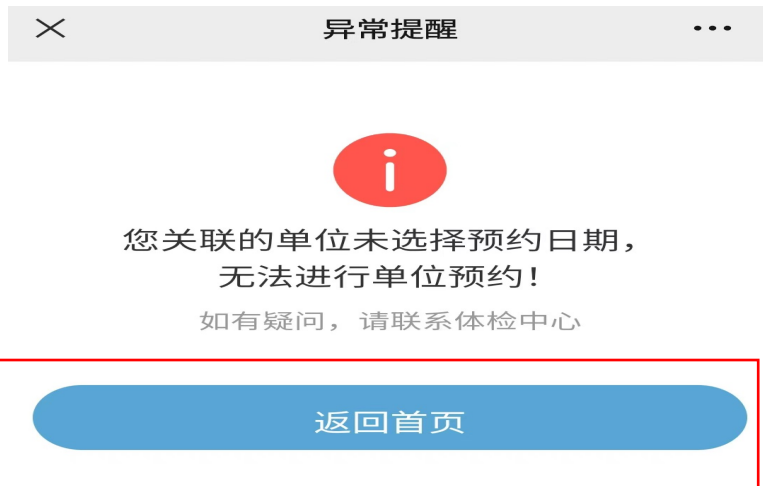 异常提醒
您关联的单位未选择预约日期，
无法进行单位预约！
如有疑问，请联系体检中心
返回首页